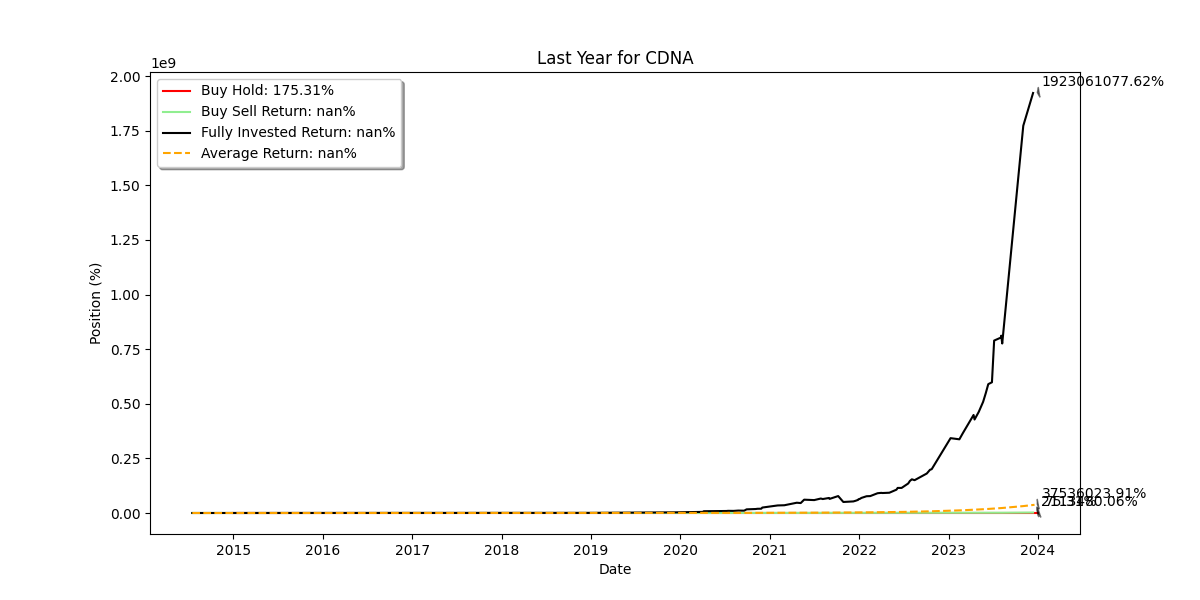 Last Year for CDNA
1e9
2.00
1.75
1.50
1.25
1.00
0.75
0.50
0.25
0.00
Position (%)
Buy Hold: 175.31%
Buy Sell Return: nan%
Fully Invested Return: nan%
Average Return: nan%
1923061077.62%
37536023.91%
2015 2016 2017 2018 2019 2020 2021 2022 2023 2024
Date